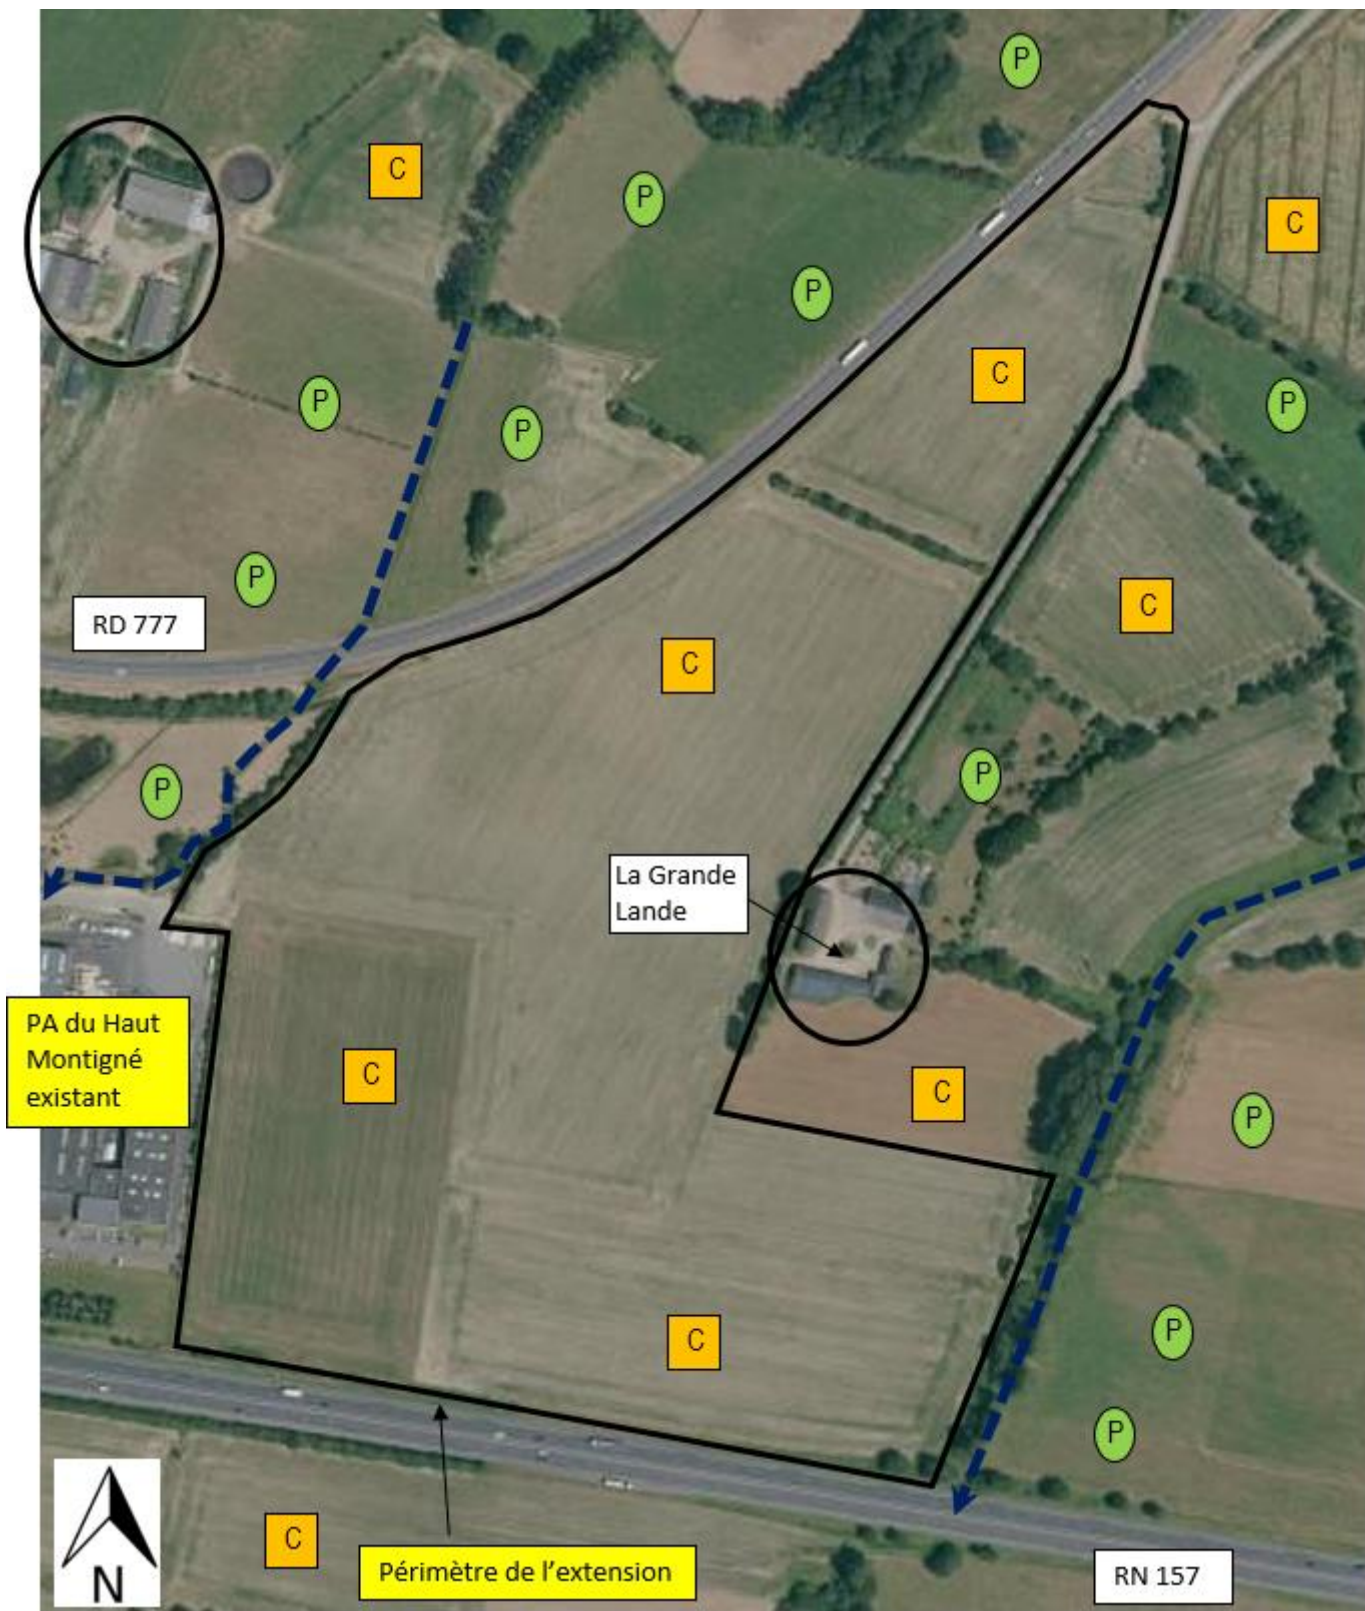 P
C
P
C
P
C
P
P
P
P
C
RD 777
C
P
P
La Grande
Lande
PA du Haut
Montigné
existant
C
C
P
P
C
P
C
Périmètre de l'extension
RN 157
N